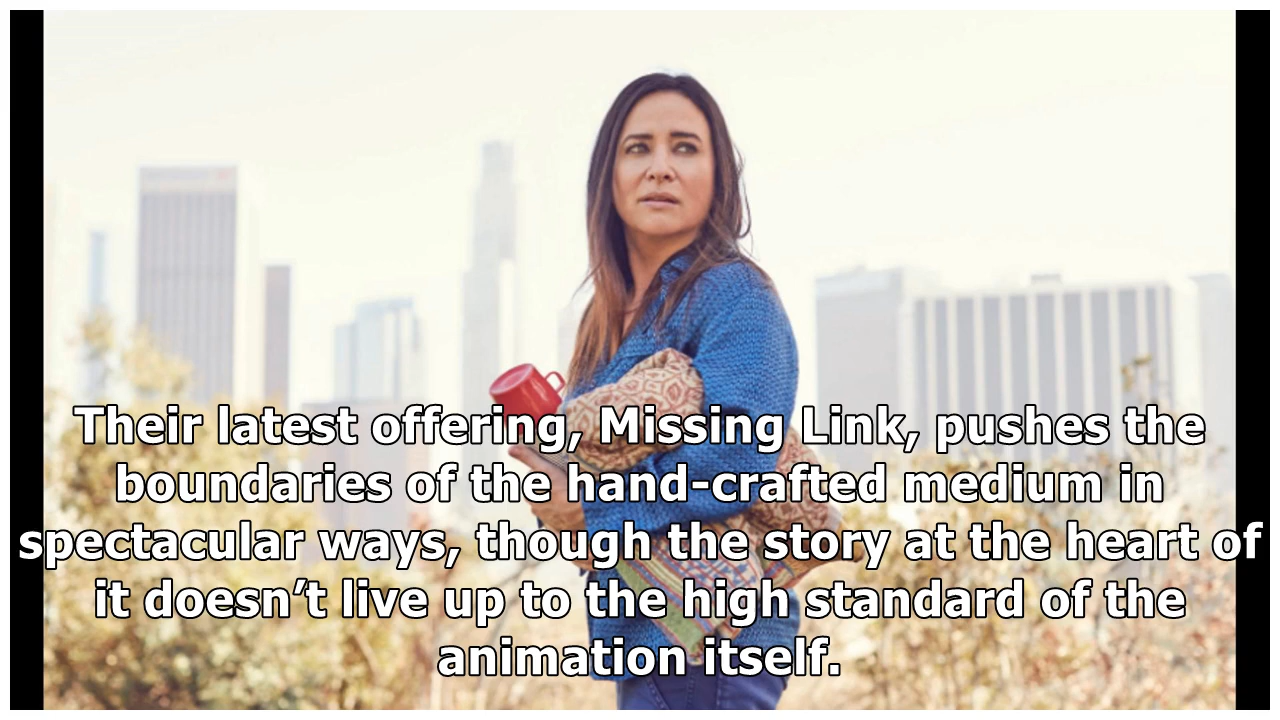 Their latest offering, Missing Link, pushes the
boundaries of the hand-crafted medium in
spectacular ways, though the story at the heart of
it doesn’t live up to the high standard of the
animation itself.